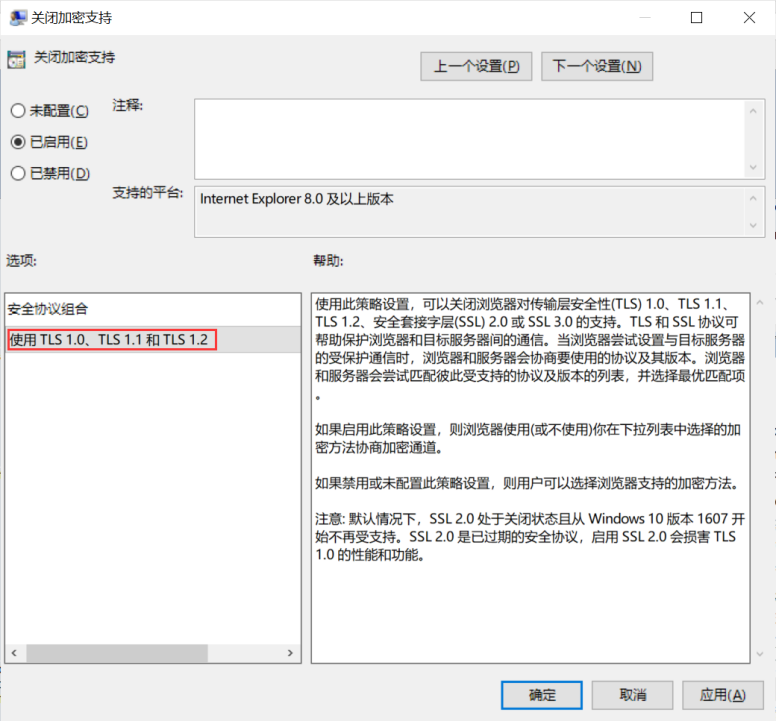 关闭加密支持
关闭加密支持
上一个设置(P)
下一个设置(N)
未配置(C)
注释:
已启用(E)
已禁用(D)
支持的平台:
Internet Explorer 8.0 及以上版本
选项:
帮助:
安全协议组合
使用 TLS 1.0、TLS 1.1 和 TLS 1.2
使用此策略设置，可以关闭浏览器对传输层安全性(TLS) 1.0、TLS 1.1、
TLS 1.2、安全套接字层(SSL) 2.0 或 SSL 3.0 的支持。TLS 和 SSL 协议可
帮助保护浏览器和目标服务器间的通信。当浏览器尝试设置与目标服务器
的受保护通信时，浏览器和服务器会协商要使用的协议及其版本。浏览器
和服务器会尝试匹配彼此受支持的协议及版本的列表，并选择最优匹配项
。
如果启用此策略设置，则浏览器使用(或不使用)你在下拉列表中选择的加
密方法协商加密通道。
如果禁用或未配置此策略设置，则用户可以选择浏览器支持的加密方法。
注意: 默认情况下，SSL 2.0 处于关闭状态且从 Windows 10 版本 1607 开
始不再受支持。SSL 2.0 是已过期的安全协议，启用 SSL 2.0 会损害 TLS
1.0 的性能和功能。
确定
取消
应用(A)